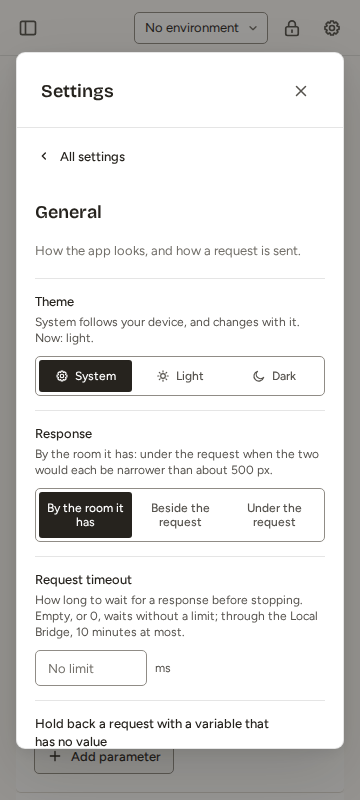 No environment
Settings
All settings
General
How the app looks, and how a request is sent.
Theme
System follows your device, and changes with it.
Now: light.
System
Light
Dark
Response
By the room it has: under the request when the two
would each be narrower than about 500 px.
By the room it
has
Beside the
request
Under the
request
Request timeout
How long to wait for a response before stopping.
Empty, or 0, waits without a limit; through the Local
Bridge, 10 minutes at most.
No limit
ms
Hold back a request with a variable that
has no value
Add parameter